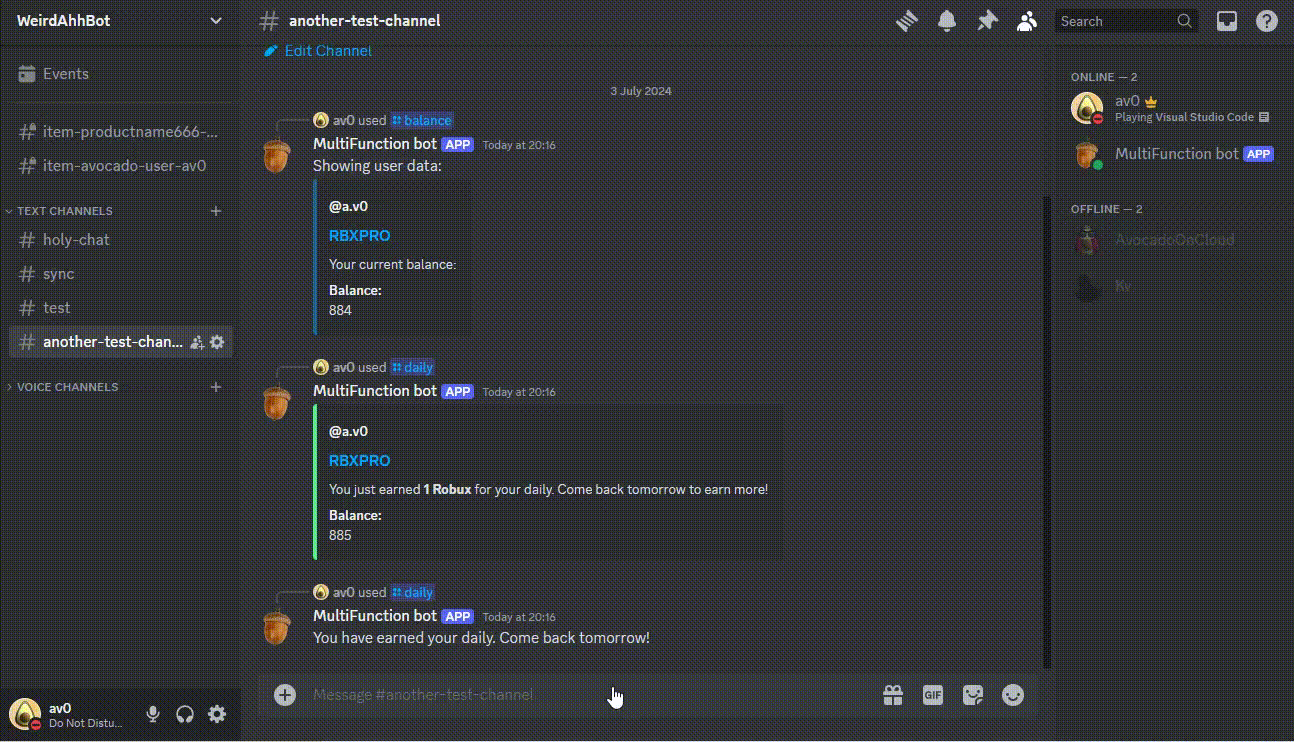 WeirdAhhBot
Events
item-productname666-...
item-avocado-user-av0
TEXT CHANNELS
holy-chat
sync
test
another-test-chan...
VOICE CHANNELS
av0
Do Not Distu...
another-test-channel
Search
Edit Channel
3 July 2024
av0 used balance
MultiFunction bot APP Today at 20:16
Showing user data:
@a.v0
RBXPRO
Your current balance:
Balance:
884
av0 used daily
MultiFunction bot APP Today at 20:16
@a.v0
RBXPRO
You just earned 1 Robux for your daily. Come back tomorrow to earn more!
Balance:
885
av0 used daily
MultiFunction bot APP Today at 20:16
You have earned your daily. Come back tomorrow!
Message #another-test-channel
GIF
ONLINE — 2
av0
Playing Visual Studio Code
MultiFunction bot APP
OFFLINE — 2
AvocadoOnCloud
Kv